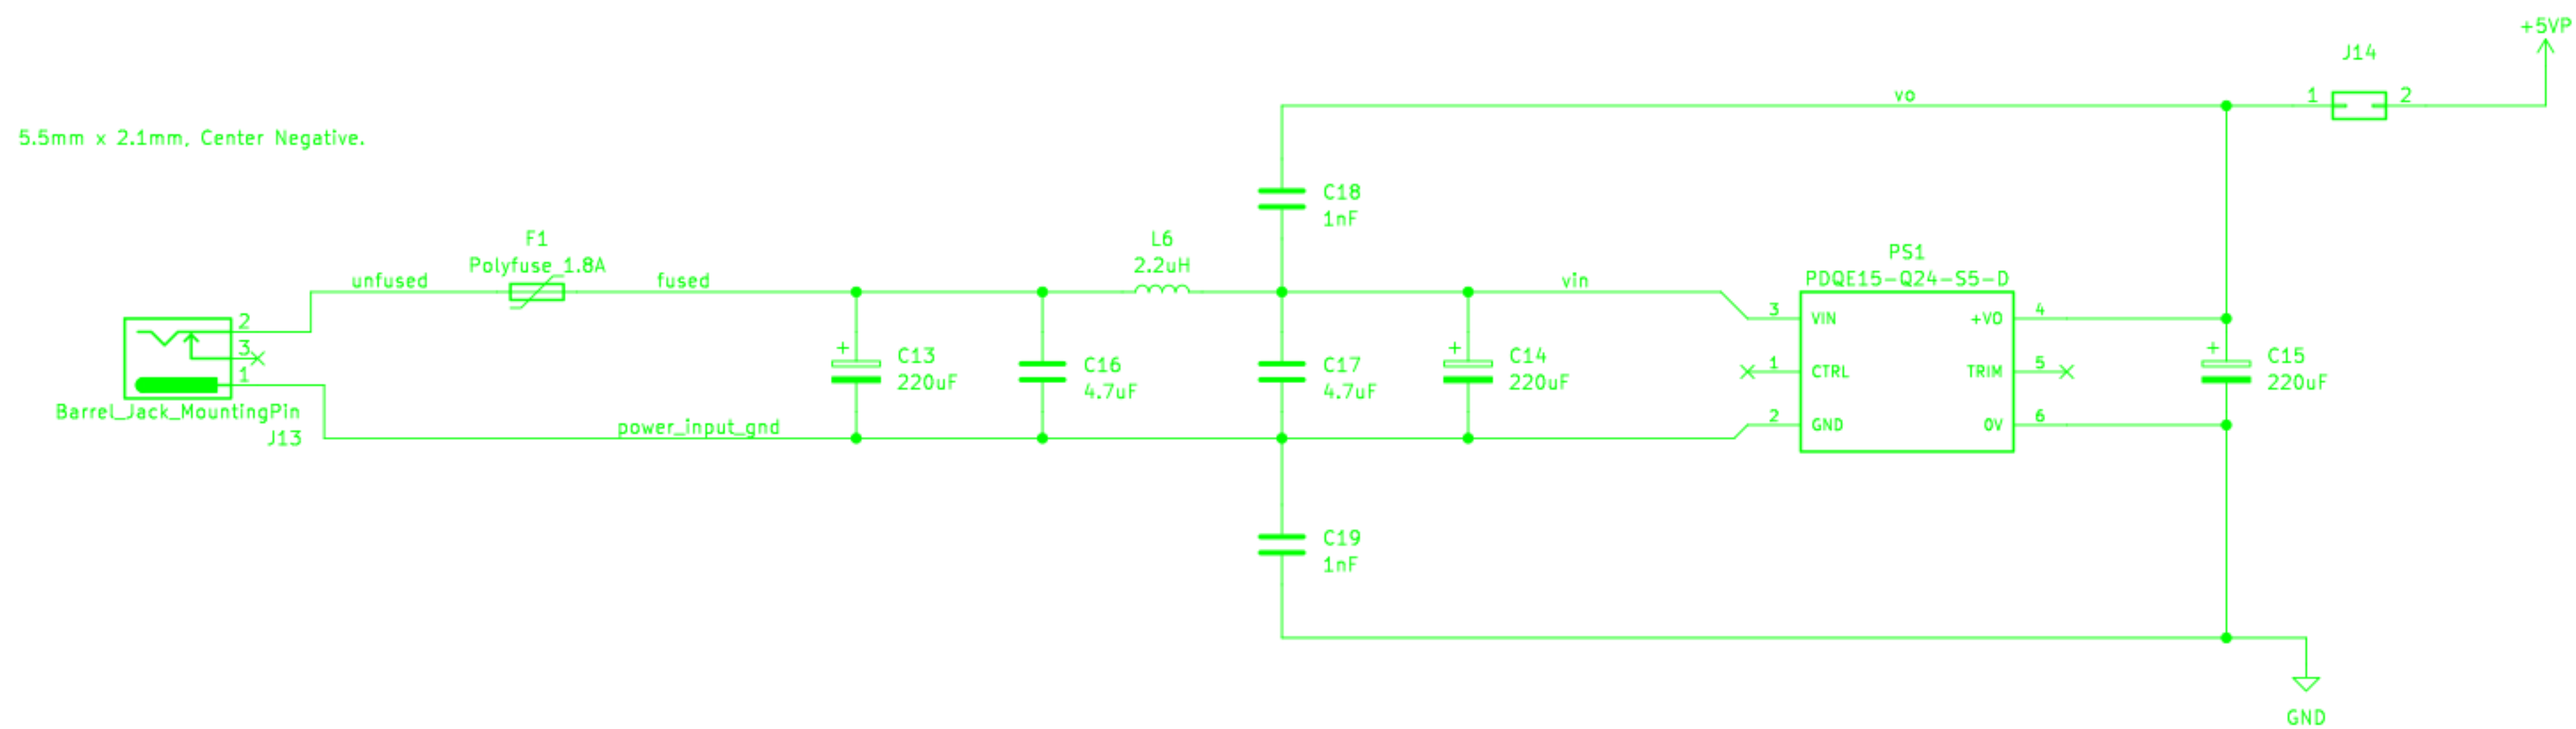 +5VP
J14
1
2
vo
5.5mm x 2.1mm, Center Negative.
C18
1nF
F1
Polyfuse 1.8A
L6
2.2uH
PS1
PDQE15-Q24-S5-D
unfused
fused
vin
2
3
1
Barrel_Jack_MountingPin
J13
+
C13
220uF
C16
4.7uF
C17
4.7uF
+
C14
220uF
3
VIN
+VO
4
1
CTRL
TRIM
5
2
GND
0V
6
+
C15
220uF
power_input_gnd
C19
1nF
GND